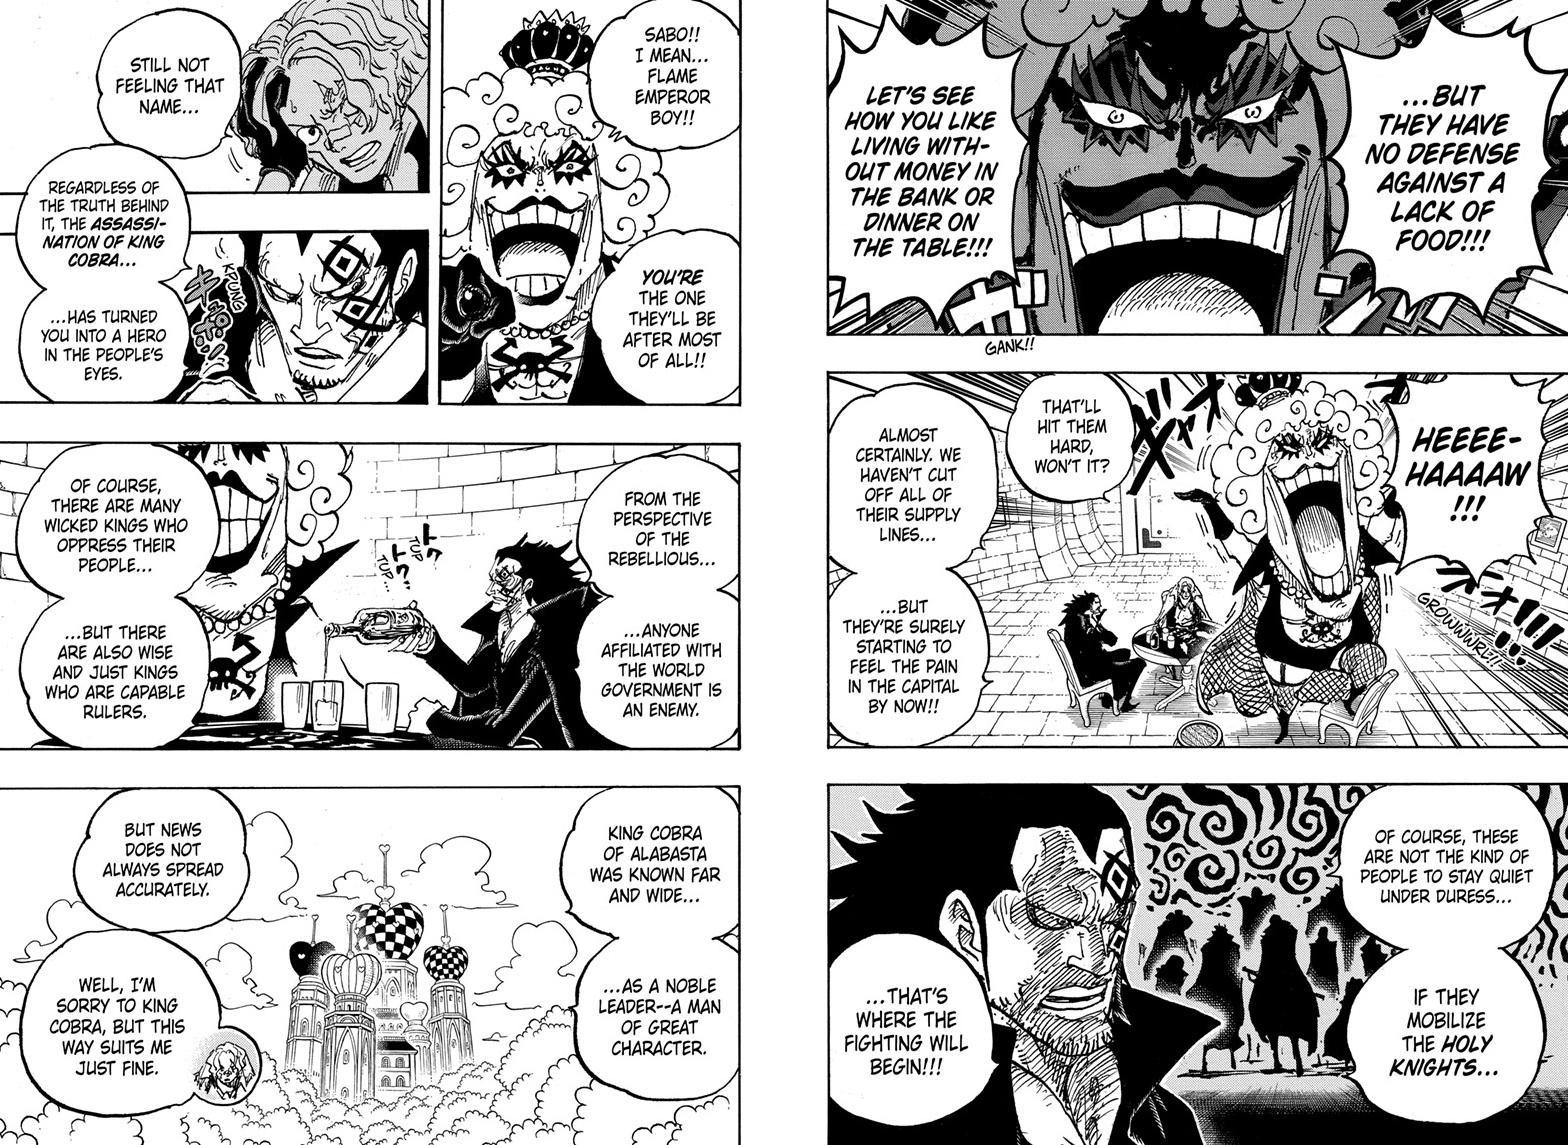 ...BUT
THEY HAVE
NO DEFENSE
AGAINST A
LACK OF
FOOD!!!
LET'S SEE
HOW YOU LIKE
LIVING WITH-
OUT MONEY IN
THE BANK OR
DINNER ON
THE TABLE!!!
GANK!!
HEEEE-
HAAAAW
!!!
GROWWWRL!!
THAT'LL
HIT THEM
HARD,
WON'T IT?
ALMOST
CERTAINLY. WE
HAVEN'T CUT
OFF ALL OF
THEIR SUPPLY
LINES...
...BUT
THEY'RE SURELY
STARTING TO
FEEL THE PAIN
IN THE CAPITAL
BY NOW!!
OF COURSE, THESE
ARE NOT THE KIND OF
PEOPLE TO STAY QUIET
UNDER DURESS...
IF THEY
MOBILIZE
THE HOLY
KNIGHTS...
...THAT'S
WHERE THE
FIGHTING WILL
BEGIN!!!
SABO!!
I MEAN...
FLAME
EMPEROR
BOY!!
YOU'RE
THE ONE
THEY'LL BE
AFTER MOST
OF ALL!!
STILL NOT
FEELING THAT
NAME...
REGARDLESS OF
THE TRUTH BEHIND
IT, THE ASSASSI-
NATION OF KING
COBRA...
...HAS TURNED
YOU INTO A HERO
IN THE PEOPLE'S
EYES.
KPUNG
キュポン
FROM THE
PERSPECTIVE
OF THE
REBELLIOUS...
...ANYONE
AFFILIATED WITH
THE WORLD
GOVERNMENT IS
AN ENEMY.
トク
TUP
トク
TUP...
OF COURSE,
THERE ARE MANY
WICKED KINGS WHO
OPPRESS THEIR
PEOPLE...
...BUT THERE
ARE ALSO WISE
AND JUST KINGS
WHO ARE CAPABLE
RULERS.
KING COBRA
OF ALABASTA
WAS KNOWN FAR
AND WIDE...
...AS A NOBLE
LEADER--A MAN
OF GREAT
CHARACTER.
BUT NEWS
DOES NOT
ALWAYS SPREAD
ACCURATELY.
WELL, I'M
SORRY TO KING
COBRA, BUT THIS
WAY SUITS ME
JUST FINE.